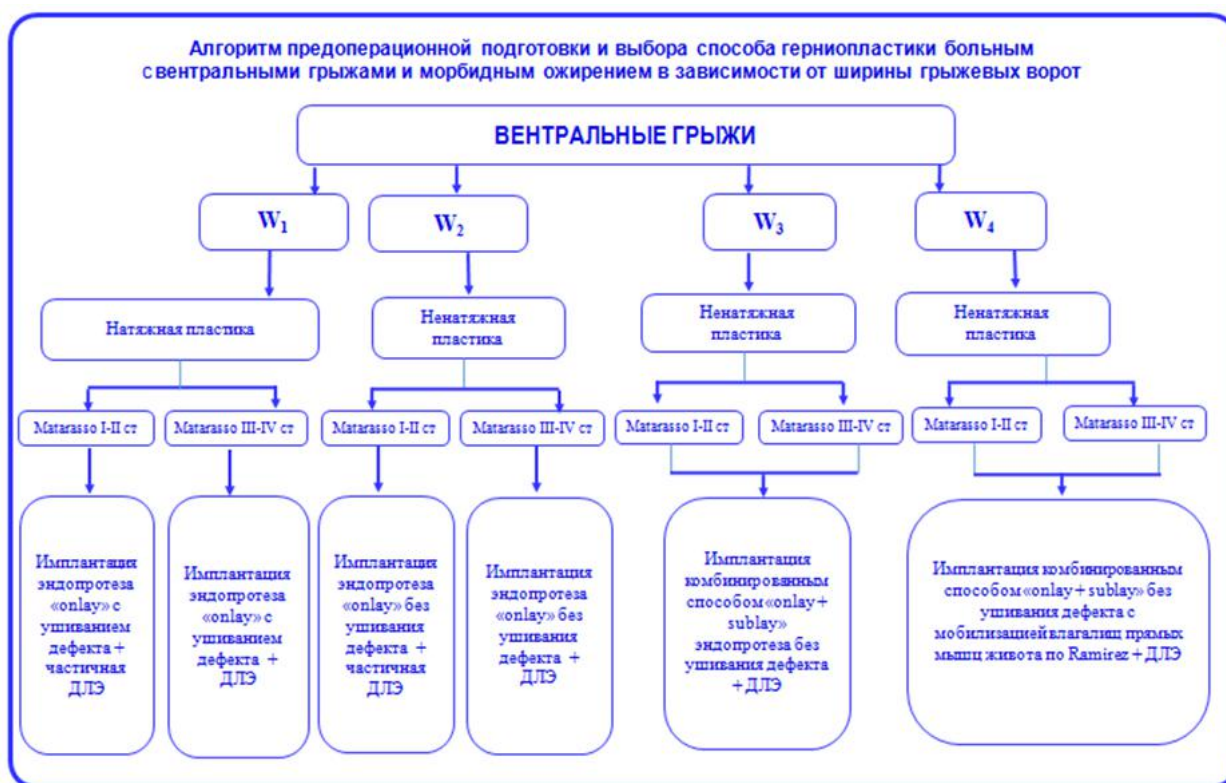 Алгоритм предоперационной подготовки и выбора способа герниопластики больным
с вентральными грыжами и морбидным ожирением в зависимости от ширины грыжевых ворот
ВЕНТРАЛЬНЫЕ ГРЫЖИ
W1
W2
W3
W4
Натяжная пластика
Ненатяжная
пластика
Ненатяжная
пластика
Ненатяжная
пластика
Matarasso I-II ст
Matarasso III-IV ст
Matarasso I-II ст
Matarasso III-IV ст
Matarasso I-II ст
Matarasso III-IV ст
Matarasso I-II ст
Matarasso III-IV ст
Имплантация
эндопротеза
«onlay» с
ушиванием
дефекта +
частичная
ДЛЭ
Имплантация
эндопротеза
«onlay» с
ушиванием
дефекта +
ДЛЭ
Имплантация
эндопротеза
«onlay» без
ушивания
дефекта +
частичная
ДЛЭ
Имплантация
эндопротеза
«onlay» без
ушивания
дефекта +
ДЛЭ
Имплантация
комбинированным
способом «onlay +
sublay»
эндопротеза без
ушивания дефекта
+ ДЛЭ
Имплантация комбинированным
способом «onlay + sublay» без
ушивания дефекта с
мобилизацией влагалищ прямых
мышц живота по Ramirez + ДЛЭ